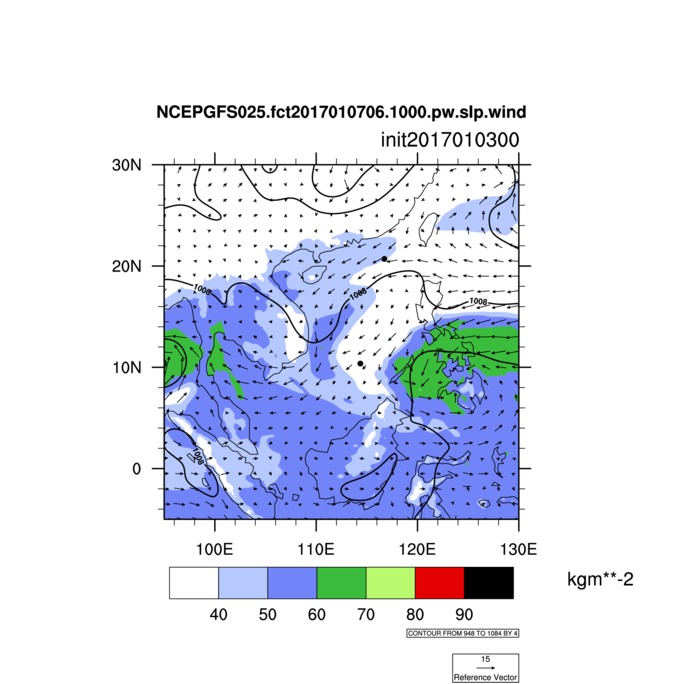 NCEPGFS025.fct2017010706.1000.pw.slp.wind
init2017010300
30N
20N
1008
1008
1008
10N
1008
0
100E 110E 120E 130E
kgm**-2
40 50 60 70 80 90
CONTOUR FROM 948 TO 1084 BY 4
15
Reference Vector